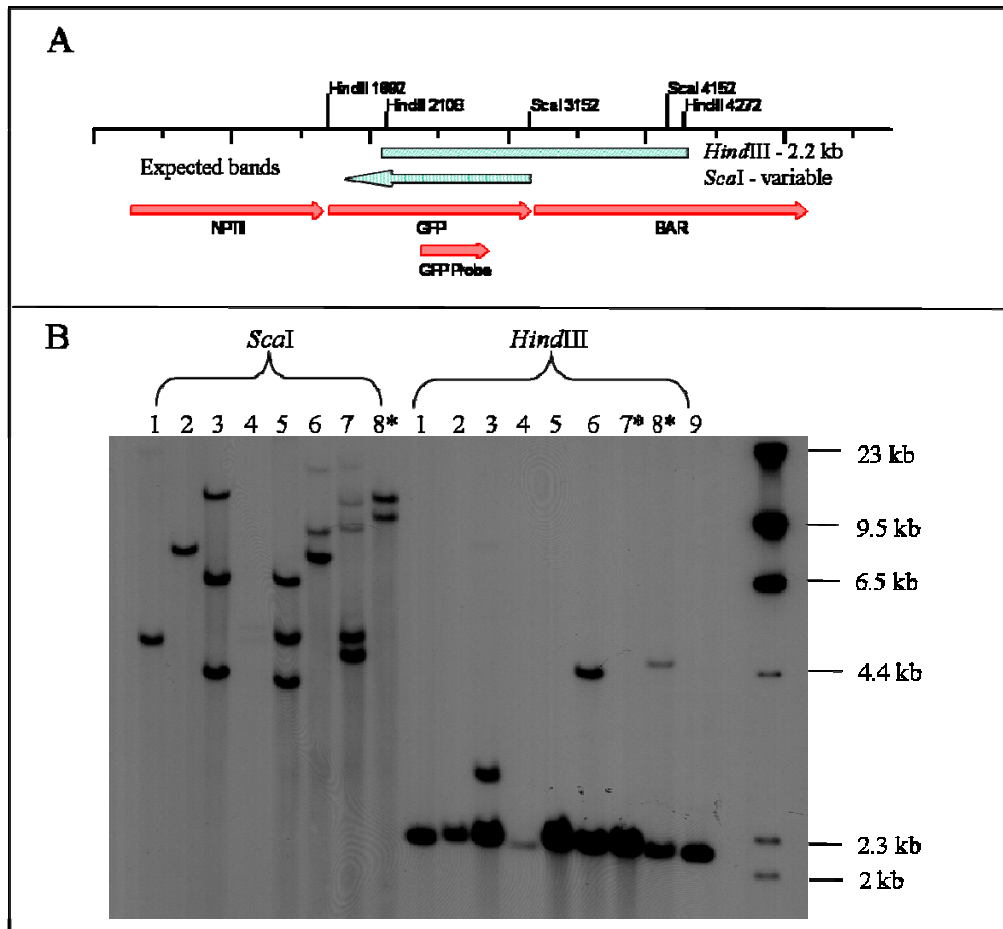 A
HindIII 1692
HindIII 2106
ScaI 3152
ScaI 4152
HindIII 4272
Expected bands
HindIII - 2.2 kb
ScaI - variable
NPTII
GFP
BAR
GFP Probe
B
ScaI
HindIII
1 2 3 4 5 6 7 8* 1 2 3 4 5 6 7* 8* 9
23 kb
9.5 kb
6.5 kb
4.4 kb
2.3 kb
2 kb